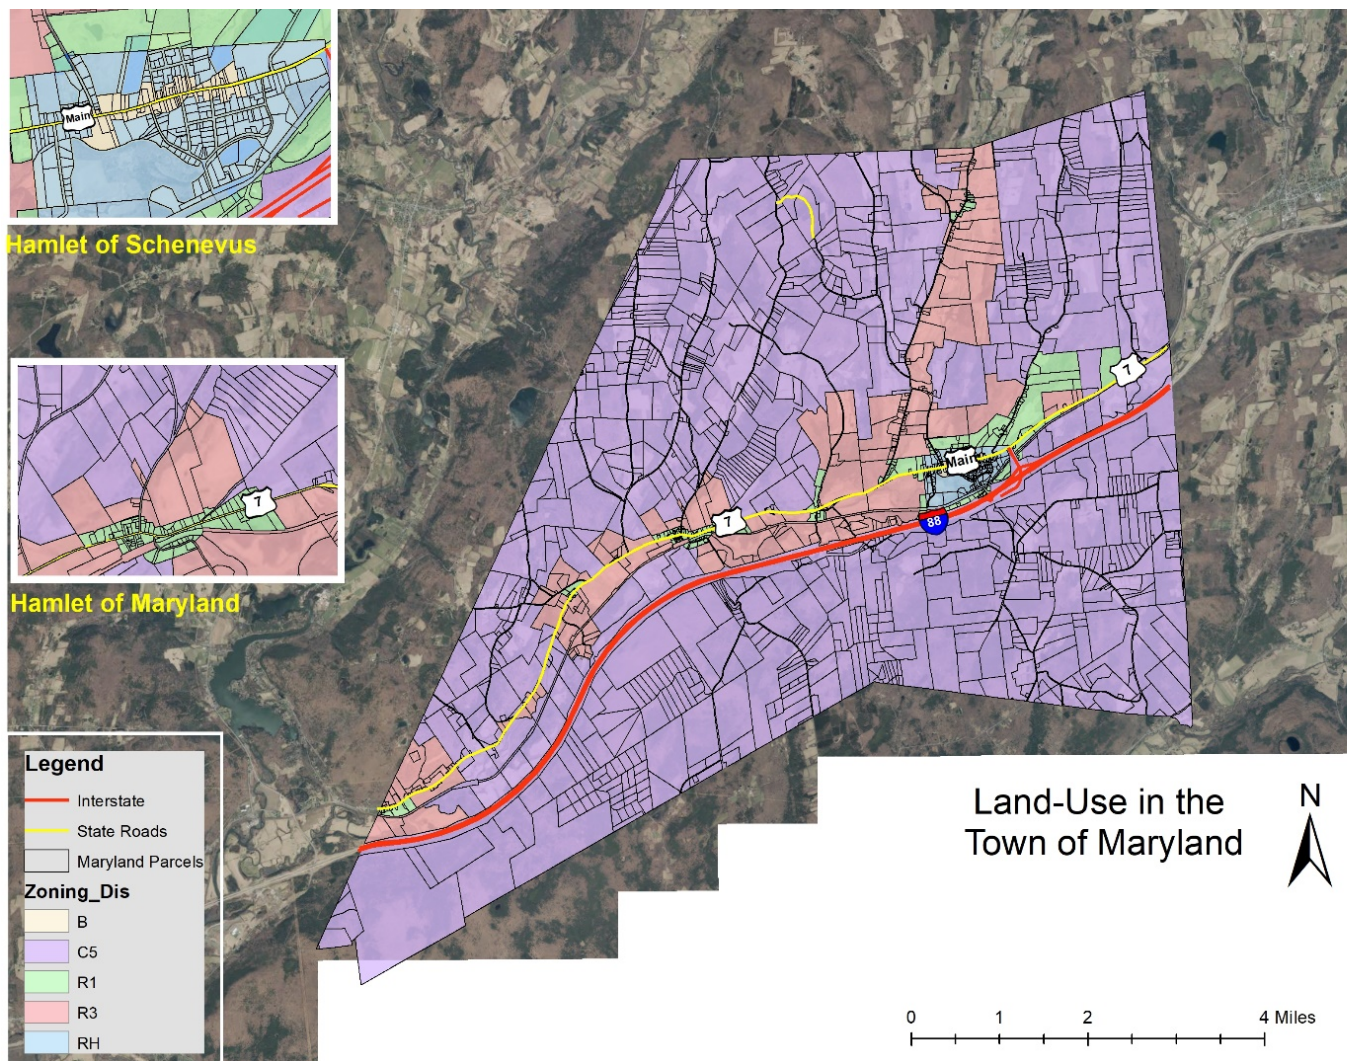 Main
Hamlet of Schenevus
7
Hamlet of Maryland
7
Main
7
88
Legend
Interstate
State Roads
Maryland Parcels
Zoning_Dis
B
C5
R1
R3
RH
Land-Use in the
Town of Maryland
N
0 1 2 4 Miles